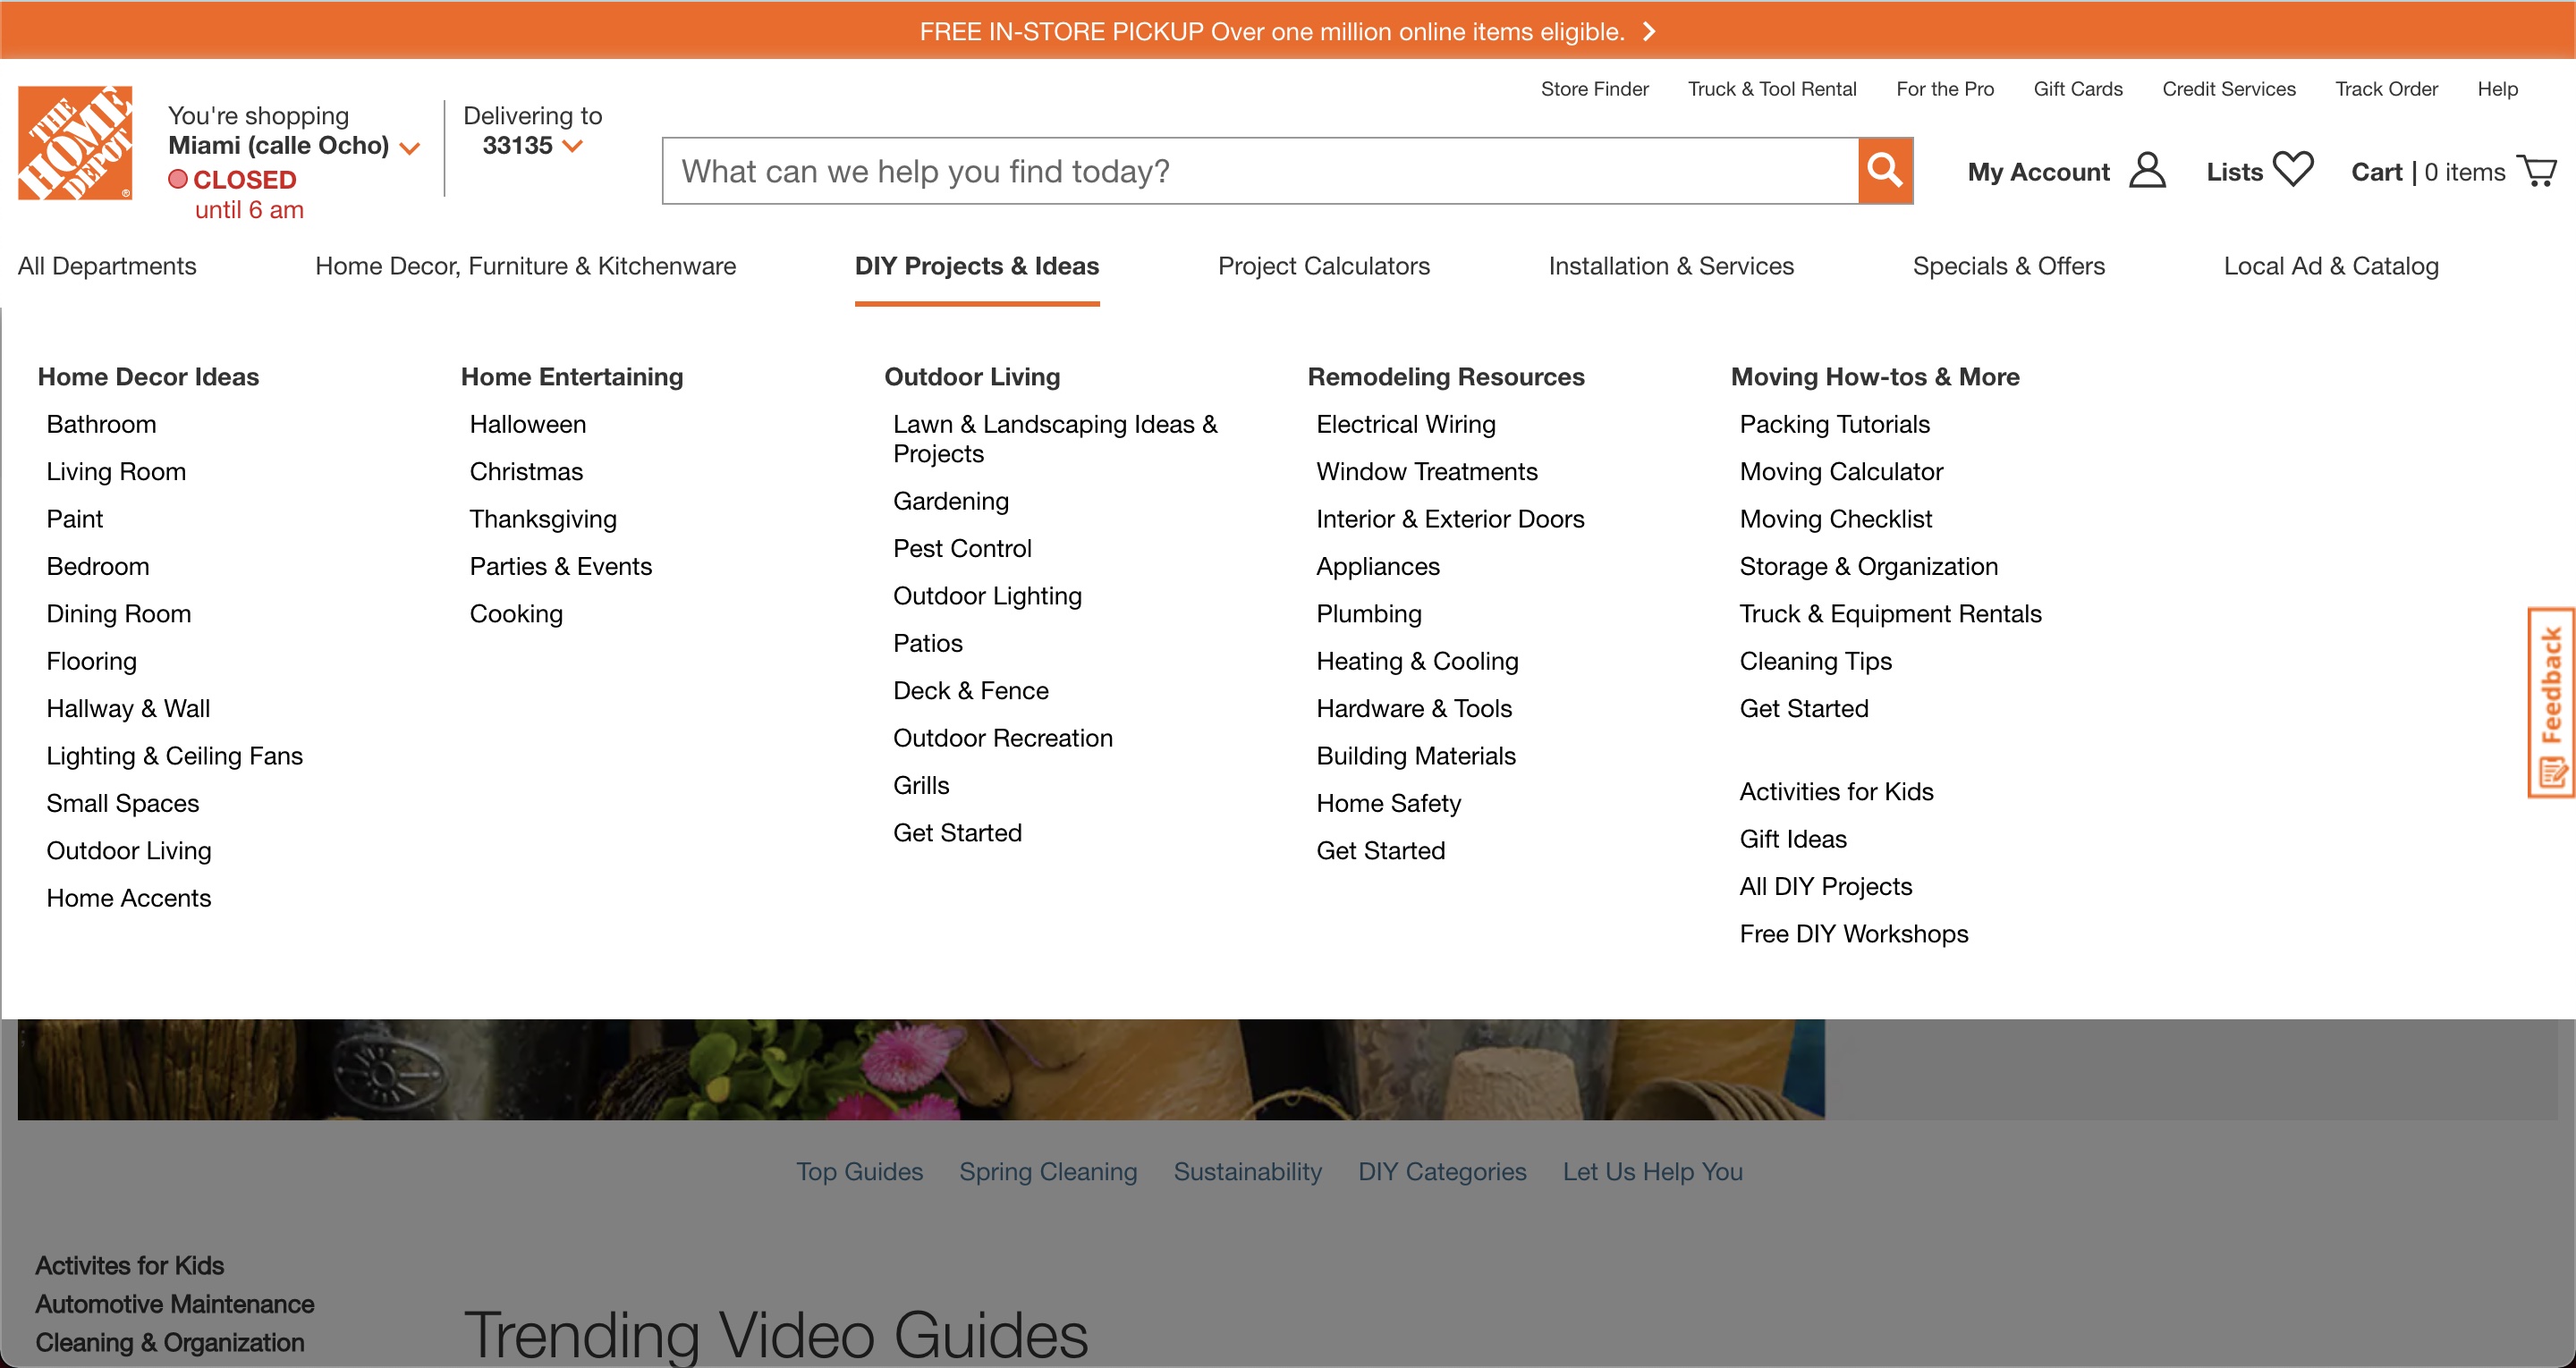 FREE IN-STORE PICKUP Over one million online items eligible.
Store Finder
Truck & Tool Rental
For the Pro
Gift Cards
Credit Services
Track Order
Help
THE
HOME
DEPOT
®
You're shopping
Miami (calle Ocho)
CLOSED
until 6 am
Delivering to
33135
What can we help you find today?
My Account
Lists
Cart | 0 items
All Departments
Home Decor, Furniture & Kitchenware
DIY Projects & Ideas
Project Calculators
Installation & Services
Specials & Offers
Local Ad & Catalog
Home Decor Ideas
Bathroom
Living Room
Paint
Bedroom
Dining Room
Flooring
Hallway & Wall
Lighting & Ceiling Fans
Small Spaces
Outdoor Living
Home Accents
Home Entertaining
Halloween
Christmas
Thanksgiving
Parties & Events
Cooking
Outdoor Living
Lawn & Landscaping Ideas &
Projects
Gardening
Pest Control
Outdoor Lighting
Patios
Deck & Fence
Outdoor Recreation
Grills
Get Started
Remodeling Resources
Electrical Wiring
Window Treatments
Interior & Exterior Doors
Appliances
Plumbing
Heating & Cooling
Hardware & Tools
Building Materials
Home Safety
Get Started
Moving How-tos & More
Packing Tutorials
Moving Calculator
Moving Checklist
Storage & Organization
Truck & Equipment Rentals
Cleaning Tips
Get Started
Activities for Kids
Gift Ideas
All DIY Projects
Free DIY Workshops
Feedback
Top Guides
Spring Cleaning
Sustainability
DIY Categories
Let Us Help You
Activites for Kids
Automotive Maintenance
Cleaning & Organization
Trending Video Guides